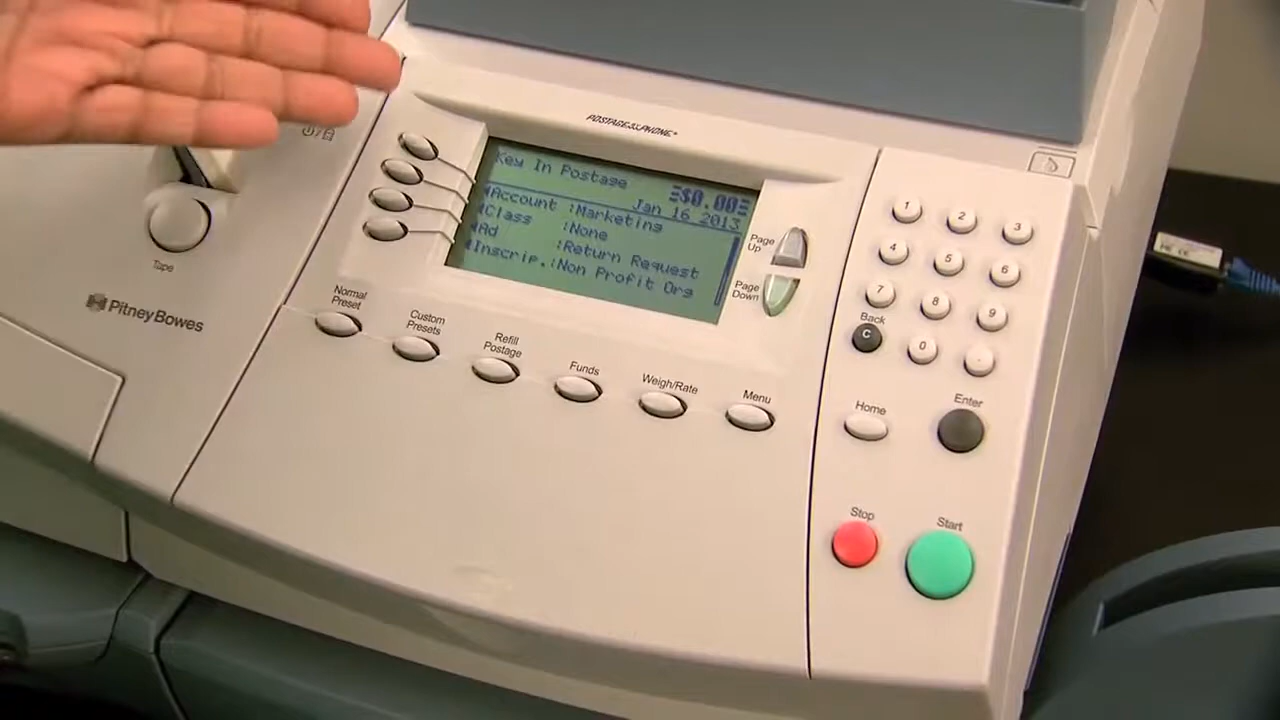 POSTAGE BY PHONE+
Key In Postage
$0.00
Jan 16 2013
Account :Marketing
Class :None
Ad :Return Request
Inscrip.:Non Profit Org
Page Up
Page Down
Tape
Pitney Bowes
Normal Preset
Custom Presets
Refill Postage
Funds
Weigh/Rate
Menu
1 2 3
4 5 6
7 8 9
Back
C
0 .
Home
Enter
Stop
Start